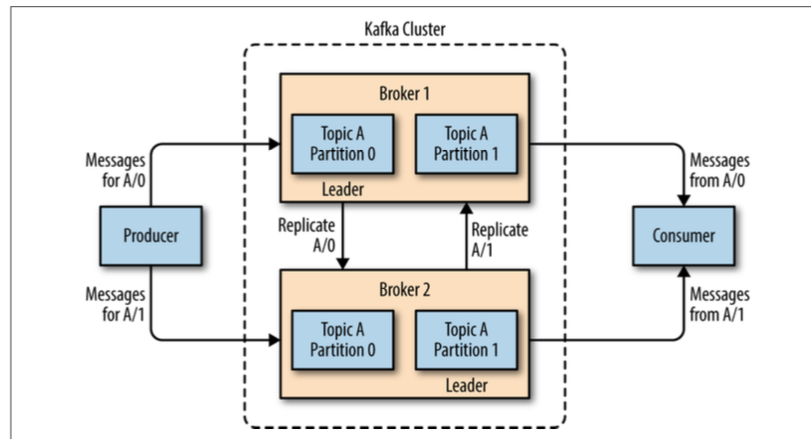 Kafka Cluster
Broker 1
Topic A
Partition 0
Topic A
Partition 1
Leader
Messages
for A/0
Messages
from A/0
Producer
Replicate
A/0
Replicate
A/1
Consumer
Messages
for A/1
Messages
from A/1
Broker 2
Topic A
Partition 0
Topic A
Partition 1
Leader